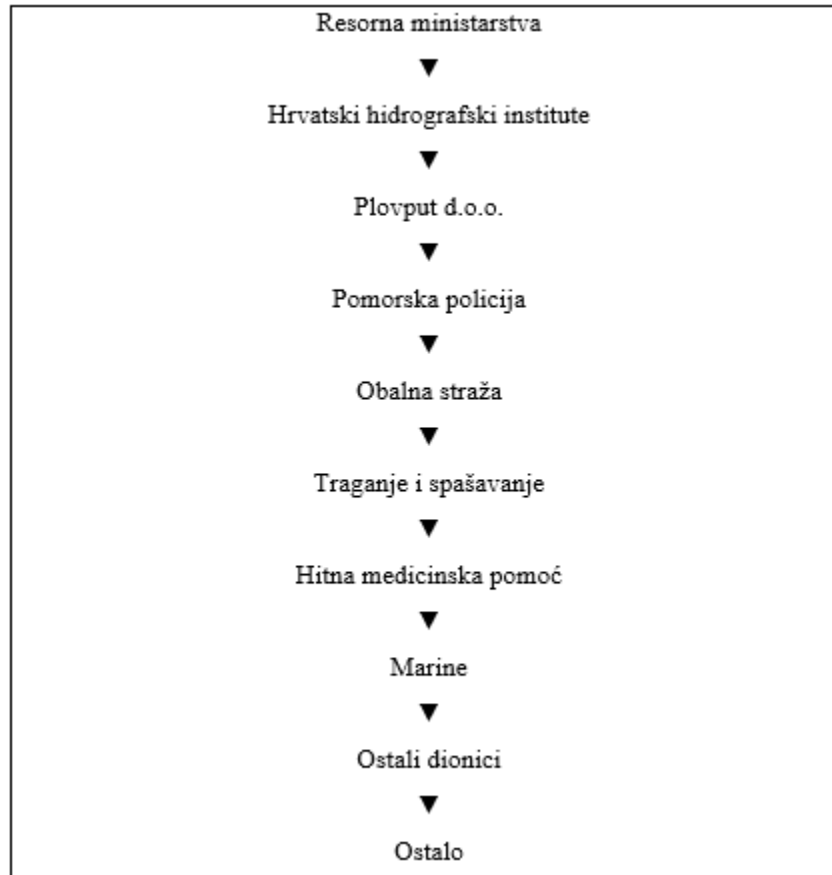 Resorna ministarstva
▼
Hrvatski hidrografski institute
▼
Plovput d.o.o.
▼
Pomorska policija
▼
Obalna straža
▼
Traganje i spašavanje
▼
Hitna medicinska pomoć
▼
Marine
▼
Ostali dionici
▼
Ostalo